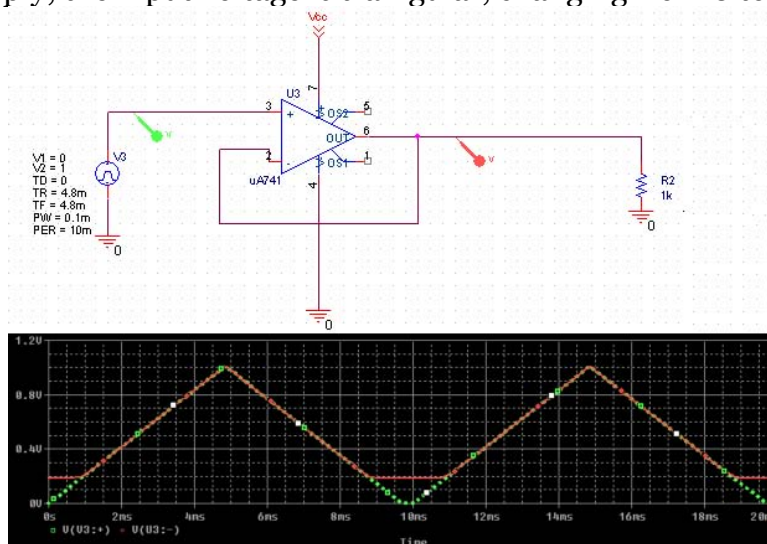 Vcc
U3
7
3
+
OS2
5
OUT
6
2
-
OS1
1
uA741
4
V1 = 0
V2 = 1
TD = 0
TR = 4.8m
TF = 4.8m
PW = 0.1m
PER = 10m
V3
V
V
R2
1k
0
0
0
1.2V
0.8V
0.4V
0V
0s 2ms 4ms 6ms 8ms 10ms 12ms 14ms 16ms 18ms
V(U3:+) V(U3:-)
Time